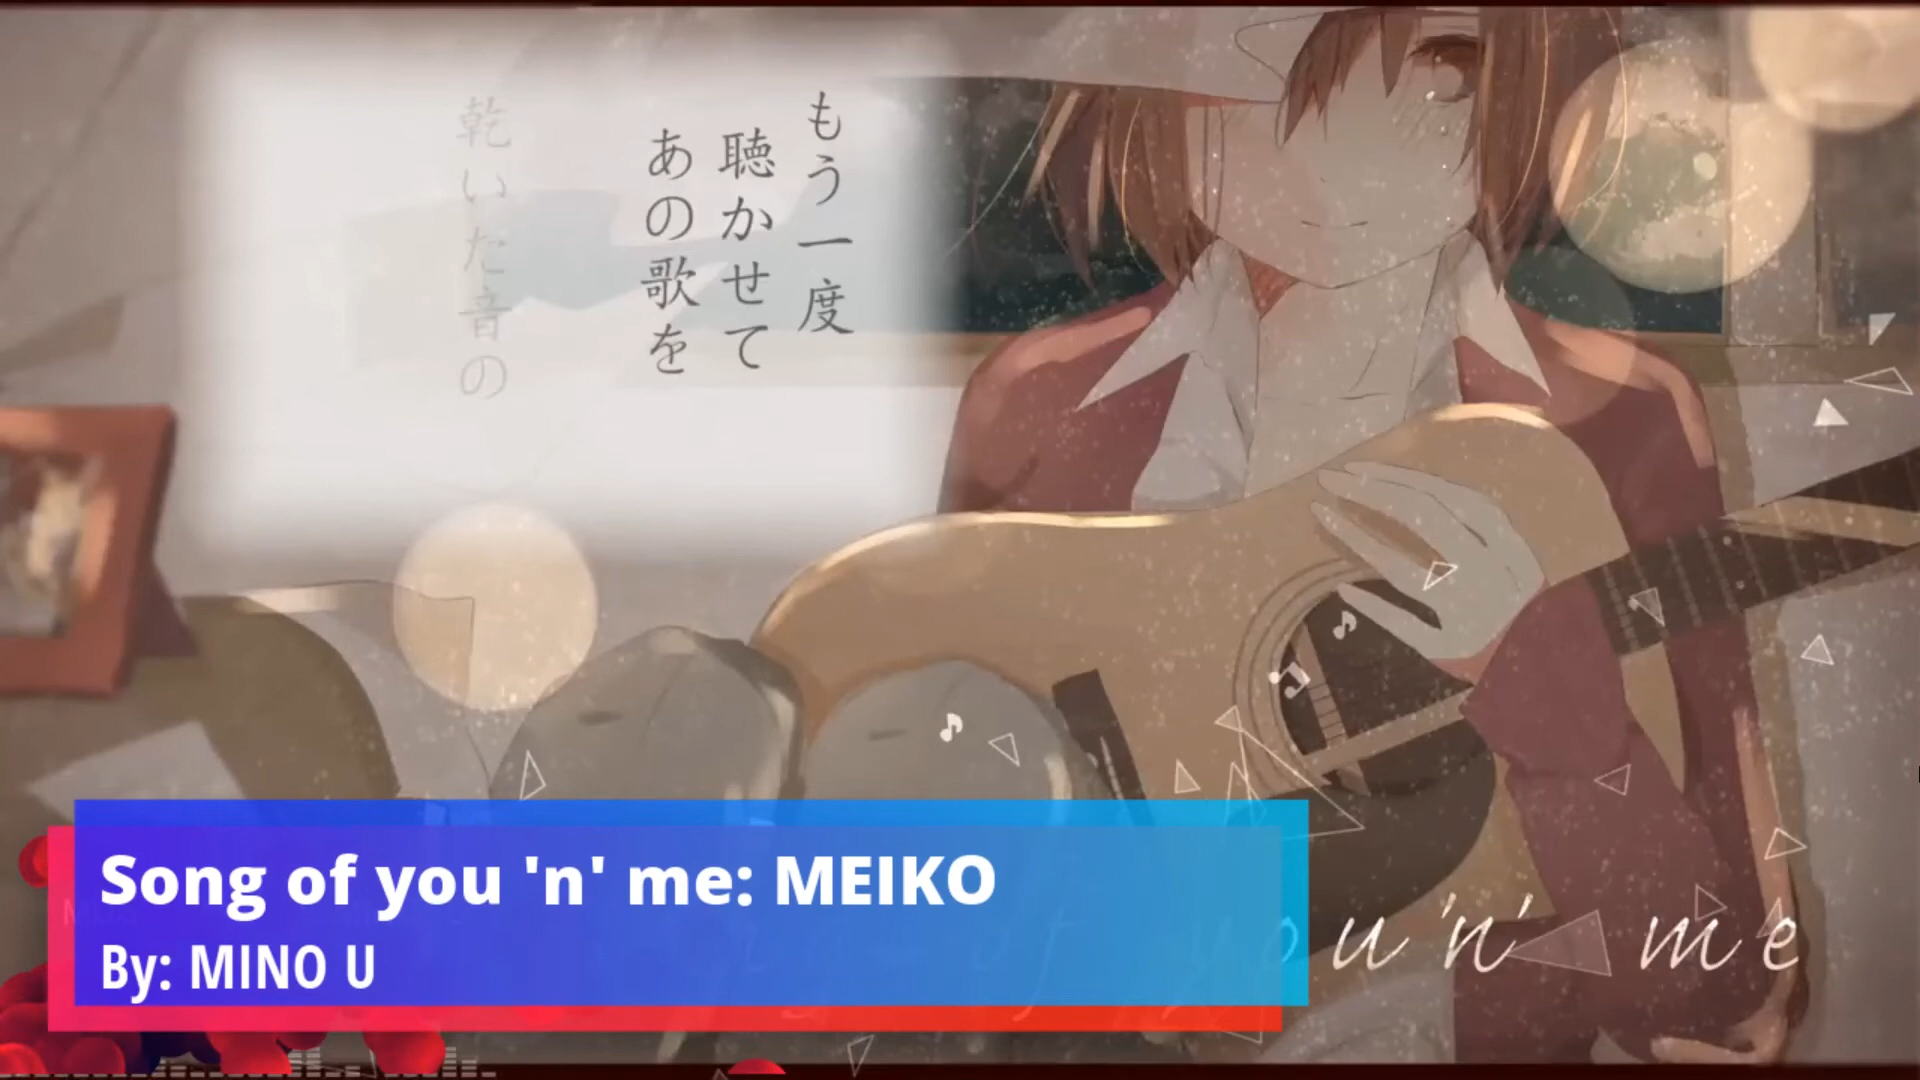 もう一度
聴かせて
あの歌を
乾いた音の
Song of you 'n' me: MEIKO
By: MINO U
ou 'n' me